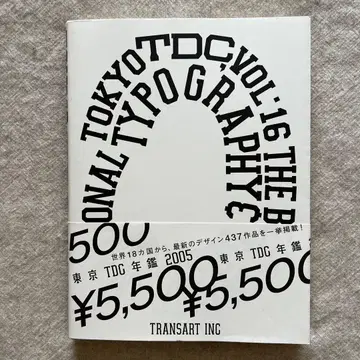 TOKYO TDC, VOL.16 THE B
ONAL TYPOGRAPHY &
世界18カ国から、最新のデザイン437作品を一挙掲載!
500
東京 TDC 年鑑 2005
東京 TDC 年鑑 2005
¥5,500
¥5,500
TRANSART INC